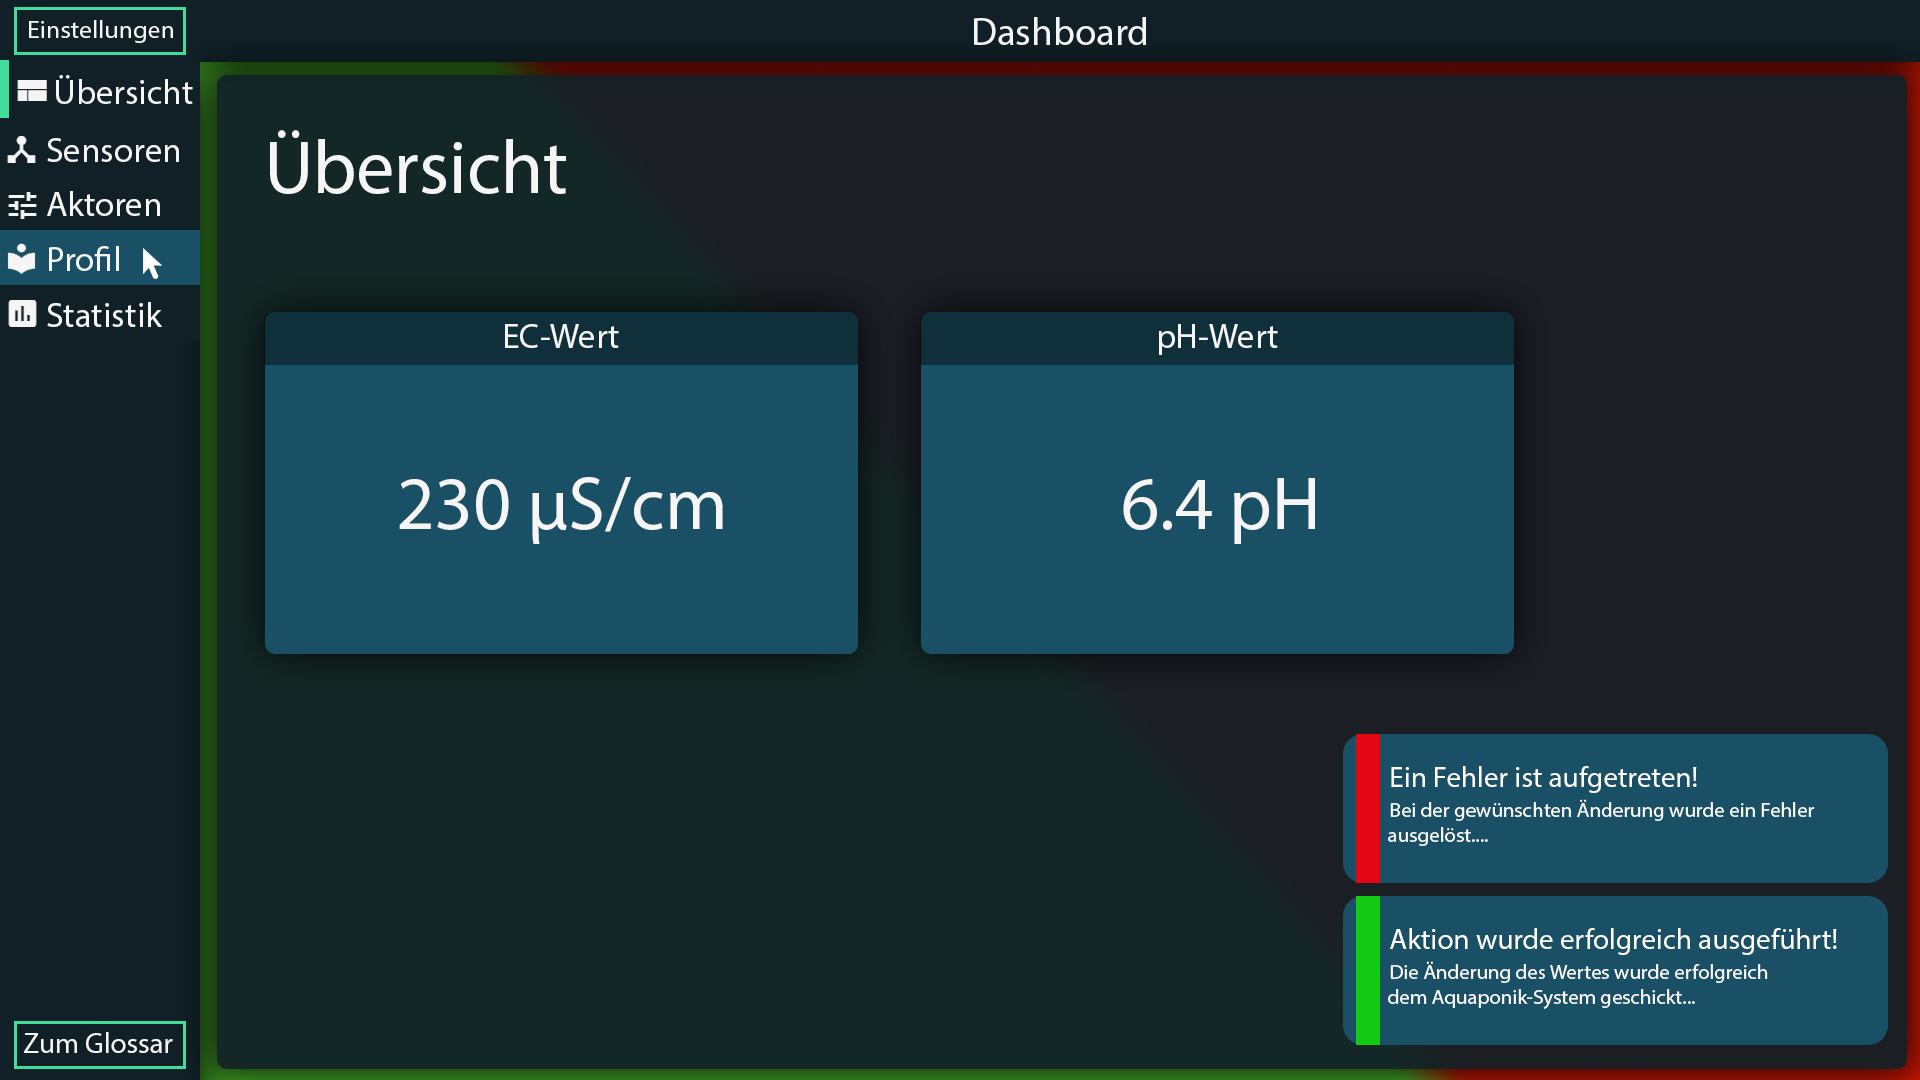 Einstellungen
Dashboard
Übersicht
Sensoren
Aktoren
Profil
Statistik
Zum Glossar
Übersicht
EC-Wert
230 µS/cm
pH-Wert
6.4 pH
Ein Fehler ist aufgetreten!
Bei der gewünschten Änderung wurde ein Fehler
ausgelöst....
Aktion wurde erfolgreich ausgeführt!
Die Änderung des Wertes wurde erfolgreich
dem Aquaponik-System geschickt...